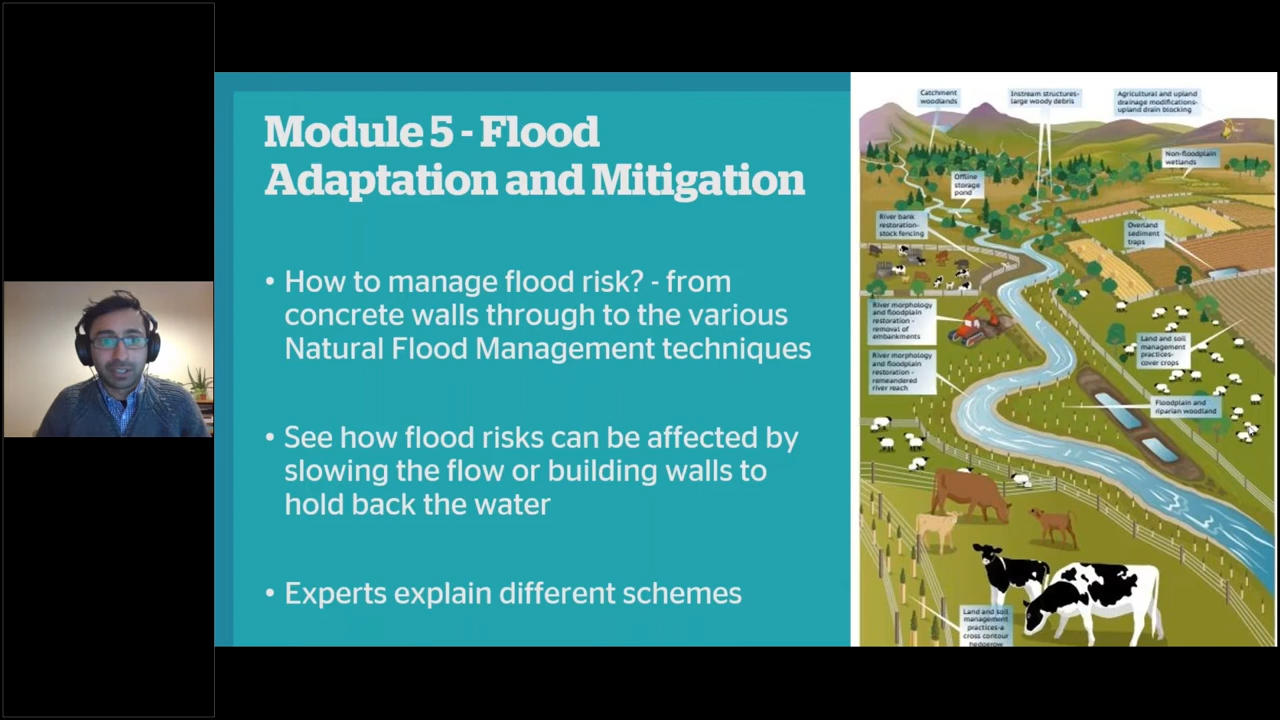 Module 5 - Flood
Adaptation and Mitigation
• How to manage flood risk? - from
concrete walls through to the various
Natural Flood Management techniques
• See how flood risks can be affected by
slowing the flow or building walls to
hold back the water
• Experts explain different schemes
Catchment
woodlands
Instream structures-
large woody debris
Agricultural and upland
drainage modifications-
upland drain blocking
Non-floodplain
wetlands
Offline
storage
pond
River bank
restoration-
stock fencing
Overland
sediment
traps
River morphology
and floodplain
restoration -
removal of
embankments
Land and soil
management
practices-
cover crops
River morphology
and floodplain
restoration -
remeandered
river reach
Floodplain and
riparian woodland
Land and soil
management
practices-a
cross contour
hedgerow